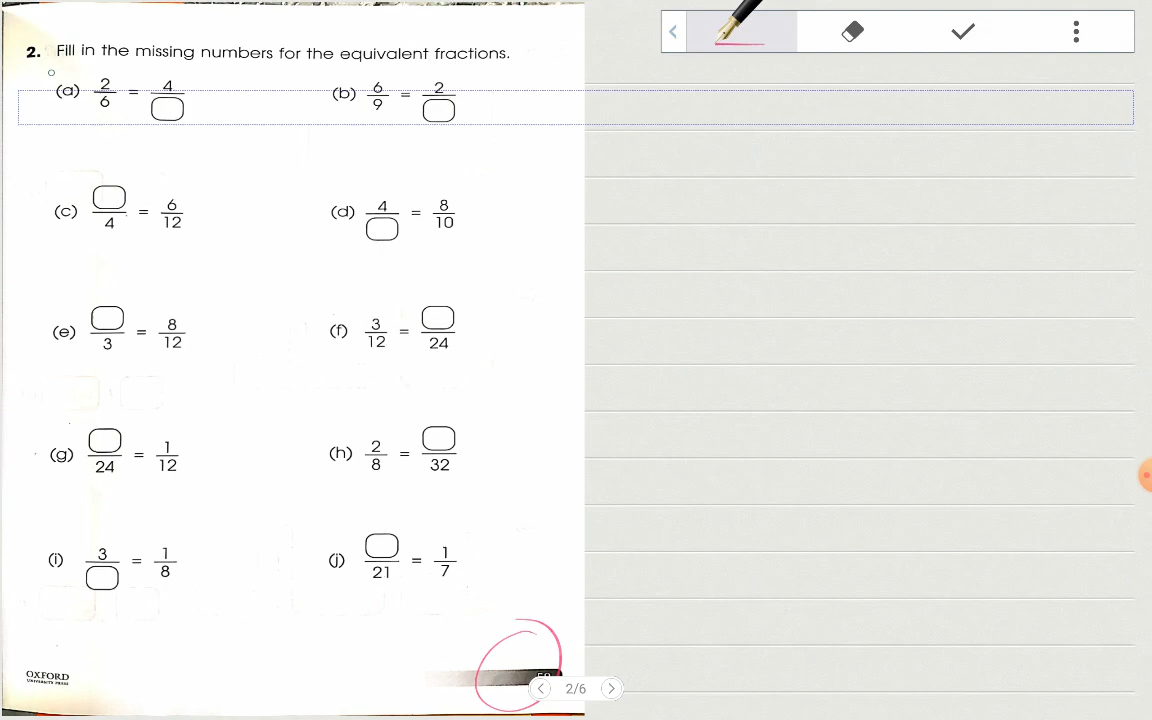 2. Fill in the missing numbers for the equivalent fractions.
(a) 2/6 = 4/
(b) 6/9 = 2/
(c) /4 = 6/12
(d) 4/ = 8/10
(e) /3 = 8/12
(f) 3/12 = /24
(g) /24 = 1/12
(h) 2/8 = /32
(i) 3/ = 1/8
(j) /21 = 1/7
OXFORD
UNIVERSITY PRESS
2/6